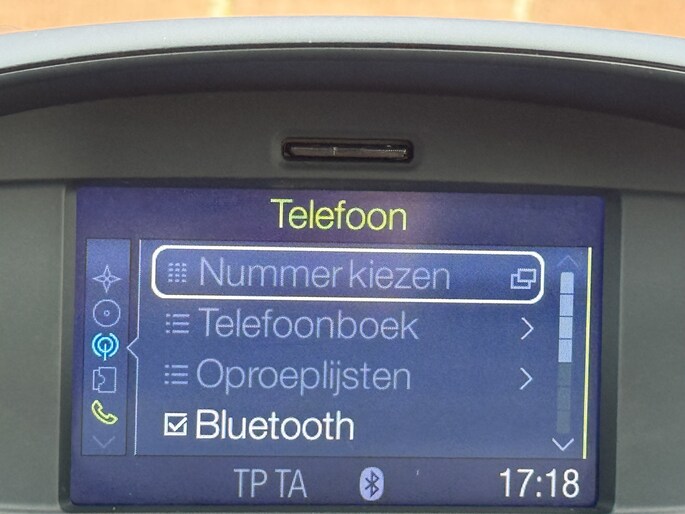 Telefoon
Nummer kiezen
Telefoonboek
Oproeplijsten
Bluetooth
TP TA 17:18